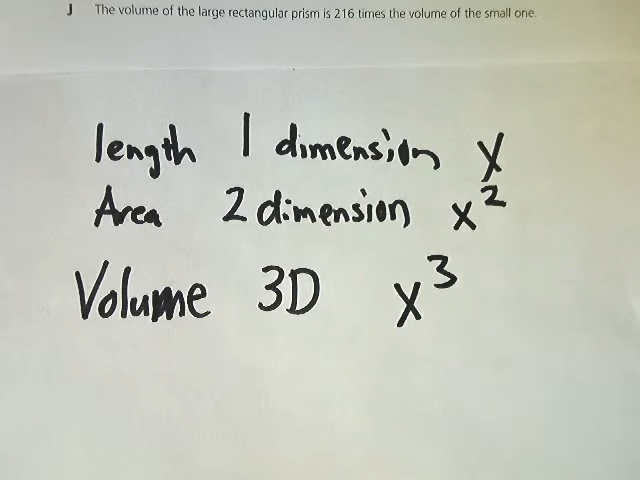 J The volume of the large rectangular prism is 216 times the volume of the small one.
length 1 dimension x
Area 2 dimension x²
Volume 3D x³